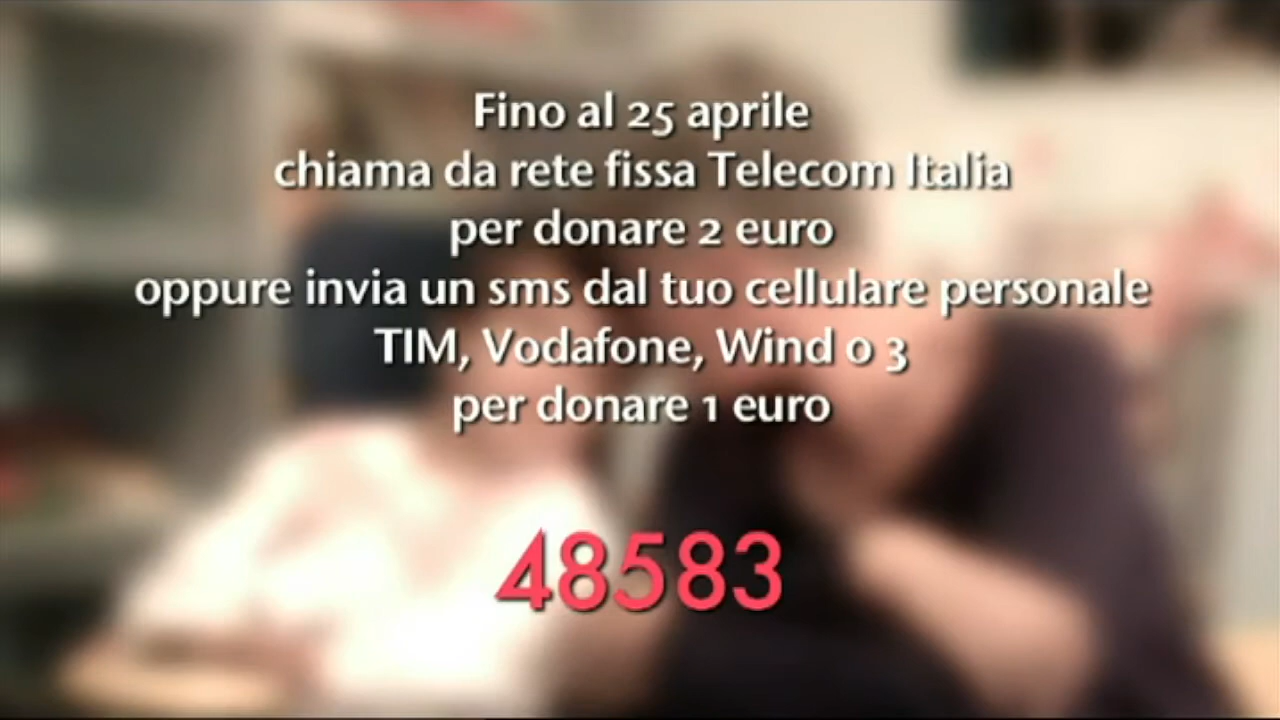 Fino al 25 aprile
chiama da rete fissa Telecom Italia
per donare 2 euro
oppure invia un sms dal tuo cellulare personale
TIM, Vodafone, Wind o 3
per donare 1 euro
48583